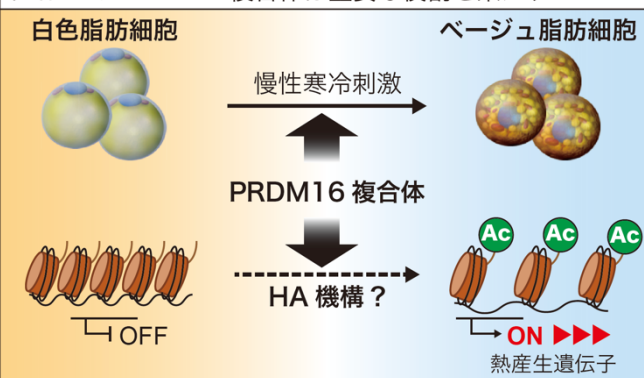 白色脂肪細胞
ベージュ脂肪細胞
慢性寒冷刺激
PRDM16 複合体
HA 機構？
Ac
Ac
Ac
OFF
ON
熱産生遺伝子